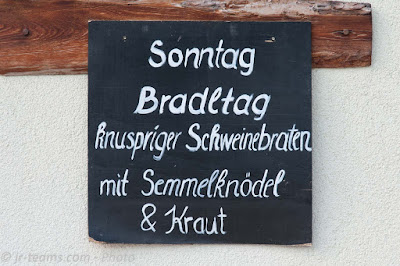 Sonntag
Bradltag
knuspriger Schweinebraten
mit Semmelknödel
& Kraut
© jr-teams.com - Photo